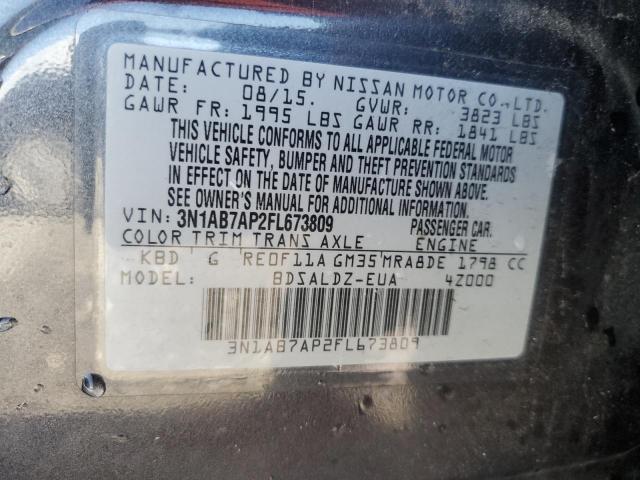 MANUFACTURED BY NISSAN MOTOR CO., LTD.
DATE: 08/15. GVWR: 3823 LBS
GAWR FR: 1995 LBS GAWR RR: 1841 LBS
THIS VEHICLE CONFORMS TO ALL APPLICABLE FEDERAL MOTOR
VEHICLE SAFETY, BUMPER AND THEFT PREVENTION STANDARDS
IN EFFECT ON THE DATE OF MANUFACTURE SHOWN ABOVE.
SEE OWNER'S MANUAL FOR ADDITIONAL INFORMATION.
VIN: 3N1AB7AP2FL673809 PASSENGER CAR.
COLOR TRIM TRANS AXLE ENGINE
KBD G RE0F11A GM35 MRA8DE 1798 CC
MODEL: BDSALDZ-EUA 4Z000
3N1AB7AP2FL673809